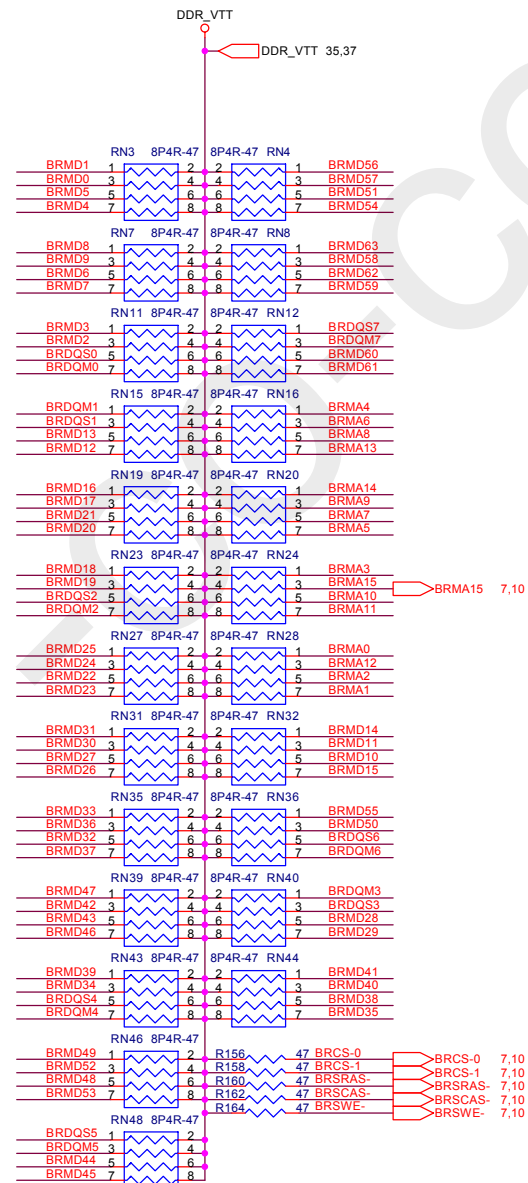 DDR_VTT
DDR_VTT 35,37
RN3 8P4R-47 8P4R-47 RN4
BRMD1 1 2 2 1 BRMD56
BRMD0 3 4 4 3 BRMD57
BRMD5 5 6 6 5 BRMD51
BRMD4 7 8 8 7 BRMD54
RN7 8P4R-47 8P4R-47 RN8
BRMD8 1 2 2 1 BRMD63
BRMD9 3 4 4 3 BRMD58
BRMD6 5 6 6 5 BRMD62
BRMD7 7 8 8 7 BRMD59
RN11 8P4R-47 8P4R-47 RN12
BRMD3 1 2 2 1 BRDQS7
BRMD2 3 4 4 3 BRDQM7
BRDQS0 5 6 6 5 BRMD60
BRDQM0 7 8 8 7 BRMD61
RN15 8P4R-47 8P4R-47 RN16
BRDQM1 1 2 2 1 BRMA4
BRDQS1 3 4 4 3 BRMA6
BRMD13 5 6 6 5 BRMA8
BRMD12 7 8 8 7 BRMA13
RN19 8P4R-47 8P4R-47 RN20
BRMD16 1 2 2 1 BRMA14
BRMD17 3 4 4 3 BRMA9
BRMD21 5 6 6 5 BRMA7
BRMD20 7 8 8 7 BRMA5
RN23 8P4R-47 8P4R-47 RN24
BRMD18 1 2 2 1 BRMA3
BRMD19 3 4 4 3 BRMA15 BRMA15 7,10
BRDQS2 5 6 6 5 BRMA10
BRDQM2 7 8 8 7 BRMA11
RN27 8P4R-47 8P4R-47 RN28
BRMD25 1 2 2 1 BRMA0
BRMD24 3 4 4 3 BRMA12
BRMD22 5 6 6 5 BRMA2
BRMD23 7 8 8 7 BRMA1
RN31 8P4R-47 8P4R-47 RN32
BRMD31 1 2 2 1 BRMD14
BRMD30 3 4 4 3 BRMD11
BRMD27 5 6 6 5 BRMD10
BRMD26 7 8 8 7 BRMD15
RN35 8P4R-47 8P4R-47 RN36
BRMD33 1 2 2 1 BRMD55
BRMD36 3 4 4 3 BRMD50
BRMD32 5 6 6 5 BRDQS6
BRMD37 7 8 8 7 BRDQM6
RN39 8P4R-47 8P4R-47 RN40
BRMD47 1 2 2 1 BRDQM3
BRMD42 3 4 4 3 BRDQS3
BRMD43 5 6 6 5 BRMD28
BRMD46 7 8 8 7 BRMD29
RN43 8P4R-47 8P4R-47 RN44
BRMD39 1 2 2 1 BRMD41
BRMD34 3 4 4 3 BRMD40
BRDQS4 5 6 6 5 BRMD38
BRDQM4 7 8 8 7 BRMD35
RN46 8P4R-47
BRMD49 1 2 R156 47 BRCS-0 BRCS-0 7,10
BRMD52 3 4 R158 47 BRCS-1 BRCS-1 7,10
BRMD48 5 6 R160 47 BRSRAS- BRSRAS- 7,10
BRMD53 7 8 R162 47 BRSCAS- BRSCAS- 7,10
R164 47 BRSWE- BRSWE- 7,10
RN48 8P4R-47
BRDQS5 1 2
BRDQM5 3 4
BRMD44 5 6
BRMD45 7 8